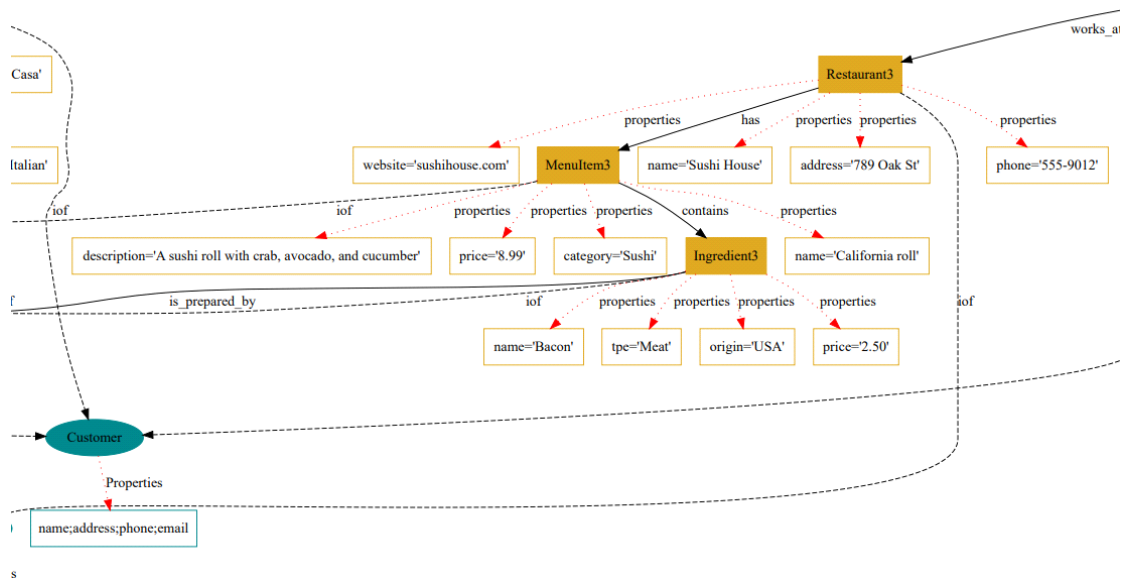 works_at
Casa'
Restaurant3
properties
has
properties
properties
properties
Italian'
website='sushihouse.com'
MenuItem3
name='Sushi House'
address='789 Oak St'
phone='555-9012'
iof
iof
properties
properties
properties
contains
properties
description='A sushi roll with crab, avocado, and cucumber'
price='8.99'
category='Sushi'
Ingredient3
name='California roll'
is_prepared_by
iof
properties
properties
properties
properties
iof
name='Bacon'
tpe='Meat'
origin='USA'
price='2.50'
Customer
Properties
name;address;phone;email
s